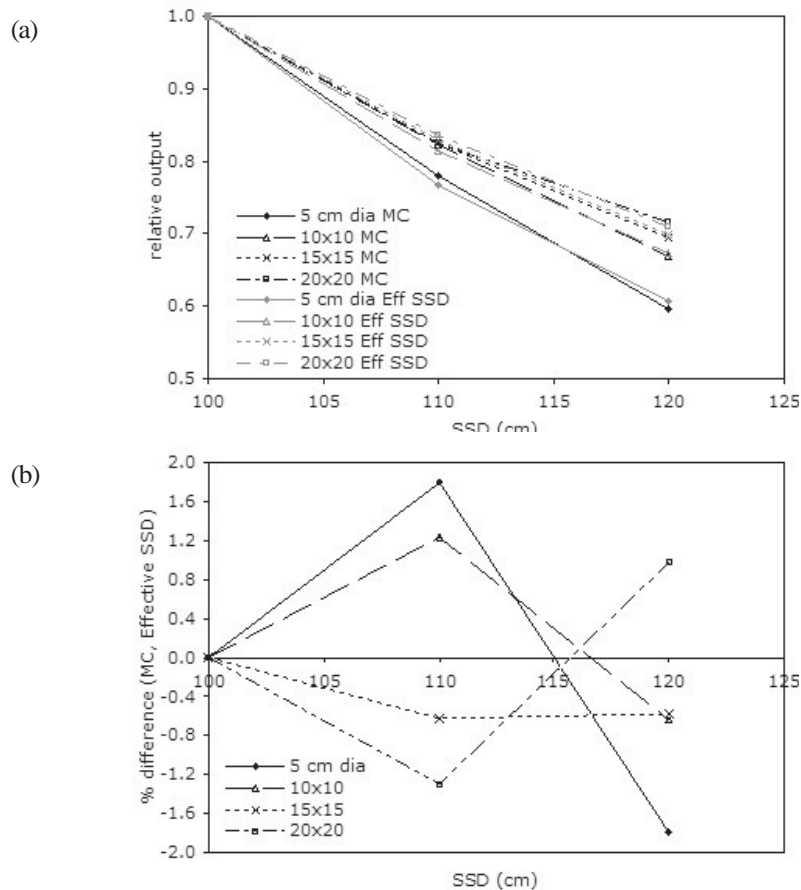 (a)
1.0
0.9
0.8
0.7
0.6
0.5
relative output
5 cm dia MC
10x10 MC
15x15 MC
20x20 MC
5 cm dia Eff SSD
10x10 Eff SSD
15x15 Eff SSD
20x20 Eff SSD
100 105 110 115 120 125
SSD (cm)
(b)
2.0
1.6
1.2
0.8
0.4
0.0
-0.4
-0.8
-1.2
-1.6
-2.0
% difference (MC, Effective SSD)
100 105 110 115 120 125
5 cm dia
10x10
15x15
20x20
SSD (cm)